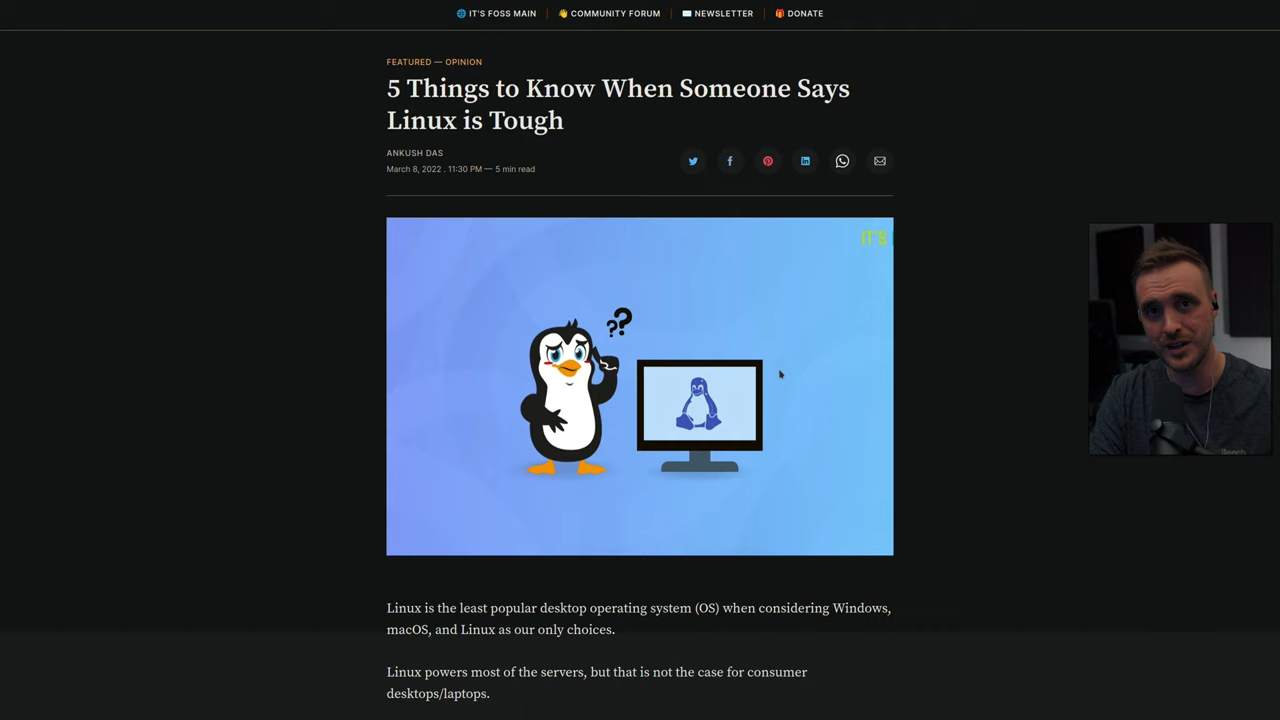 🌐 IT'S FOSS MAIN
👋 COMMUNITY FORUM
✉️ NEWSLETTER
🎁 DONATE
FEATURED — OPINION
5 Things to Know When Someone Says
Linux is Tough
ANKUSH DAS
March 8, 2022 . 11:30 PM — 5 min read
IT'S
??
Linux is the least popular desktop operating system (OS) when considering Windows,
macOS, and Linux as our only choices.
Linux powers most of the servers, but that is not the case for consumer
desktops/laptops.